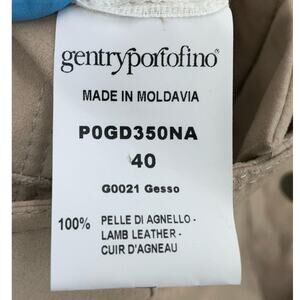 gentryportofino®
MADE IN MOLDAVIA
P0GD350NA
40
G0021 Gesso
100% PELLE DI AGNELLO -
LAMB LEATHER -
CUIR D'AGNEAU